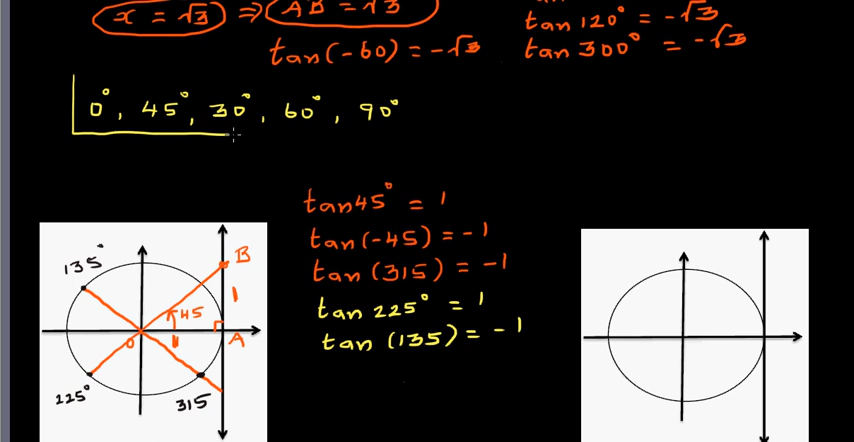 x = √3 ⇒ AB = √3
tan(-60) = -√3
tan 120° = -√3
tan 300° = -√3
0°, 45°, 30°, 60°, 90°
tan45° = 1
tan(-45) = -1
tan (315) = -1
tan 225° = 1
tan (135) = -1
135°
B
1
45
O
1
A
225°
315